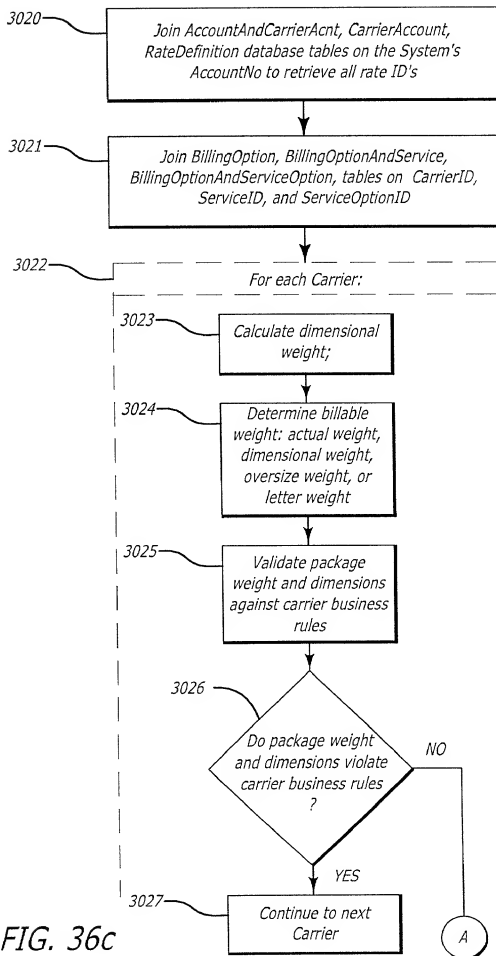 3020
Join AccountAndCarrierAcnt, CarrierAccount,
RateDefinition database tables on the System's
AccountNo to retrieve all rate ID's
3021
Join BillingOption, BillingOptionAndService,
BillingOptionAndServiceOption, tables on CarrierID,
ServiceID, and ServiceOptionID
3022
For each Carrier:
3023
Calculate dimensional
weight;
3024
Determine billable
weight: actual weight,
dimensional weight,
oversize weight, or
letter weight
3025
Validate package
weight and dimensions
against carrier business
rules
3026
Do package weight
and dimensions violate
carrier business rules
?
NO
YES
3027
Continue to next
Carrier
A
FIG. 36c